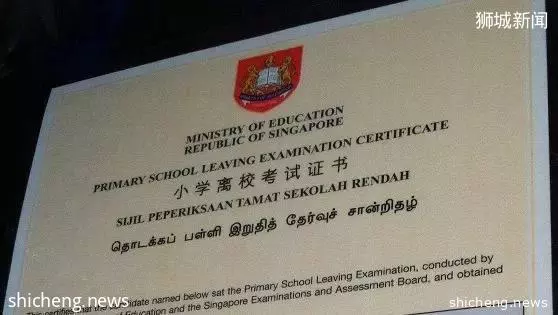 狮城新闻
MINISTRY OF EDUCATION
REPUBLIC OF SINGAPORE
PRIMARY SCHOOL LEAVING EXAMINATION CERTIFICATE
小学离校考试证书
SIJIL PEPERIKSAAN TAMAT SEKOLAH RENDAH
தொடக்கப் பள்ளி இறுதித் தேர்வுச் சான்றிதழ்
candidate named below sat the Primary School Leaving Examination, conducted by
of Education and the Singapore Examinations and Assessment Board, and obtained
shicheng.news
shicheng.news